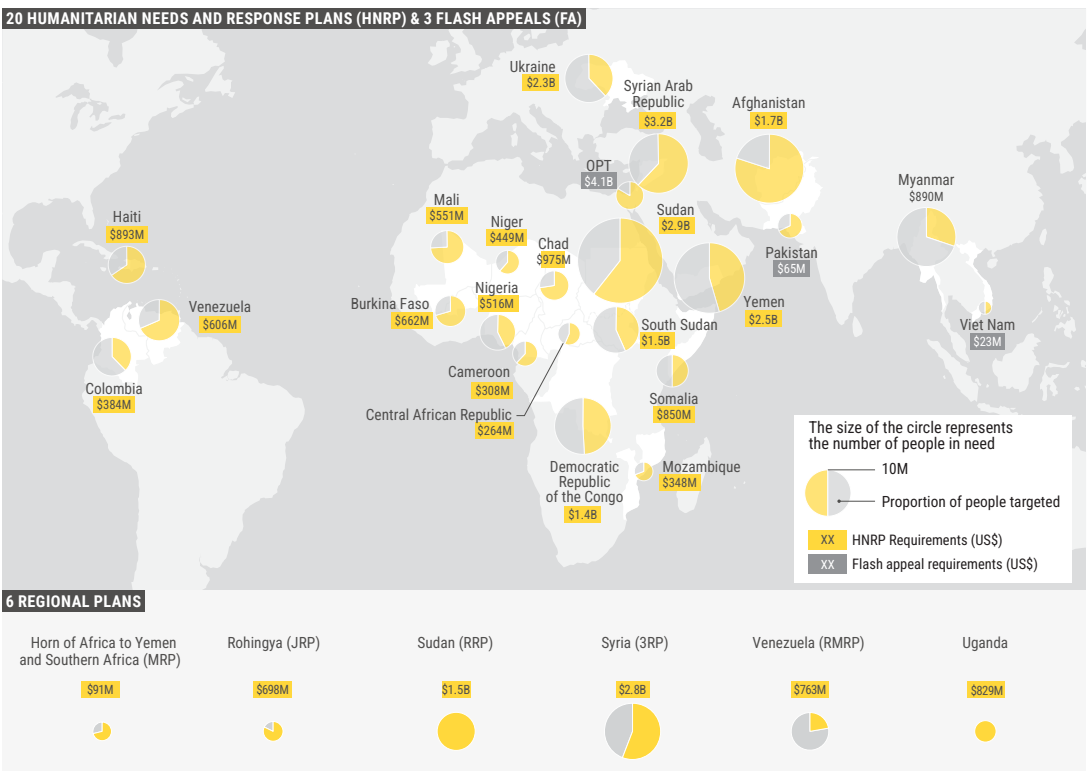 20 HUMANITARIAN NEEDS AND RESPONSE PLANS (HNRP) & 3 FLASH APPEALS (FA)
Ukraine
$2.3B
Syrian Arab
Republic
$3.2B
Afghanistan
$1.7B
OPT
$4.1B
Myanmar
$890M
Mali
$551M
Haiti
$893M
Niger
$449M
Sudan
$2.9B
Chad
$975M
Pakistan
$65M
Nigeria
$516M
Burkina Faso
$662M
Venezuela
$606M
Yemen
$2.5B
South Sudan
$1.5B
Viet Nam
$23M
Cameroon
$308M
Colombia
$384M
Somalia
$850M
Central African Republic
$264M
Democratic
Republic
of the Congo
$1.4B
Mozambique
$348M
The size of the circle represents
the number of people in need
10M
Proportion of people targeted
XX HNRP Requirements (US$)
XX Flash appeal requirements (US$)
6 REGIONAL PLANS
Horn of Africa to Yemen
and Southern Africa (MRP)
$91M
Rohingya (JRP)
$698M
Sudan (RRP)
$1.5B
Syria (3RP)
$2.8B
Venezuela (RMRP)
$763M
Uganda
$829M